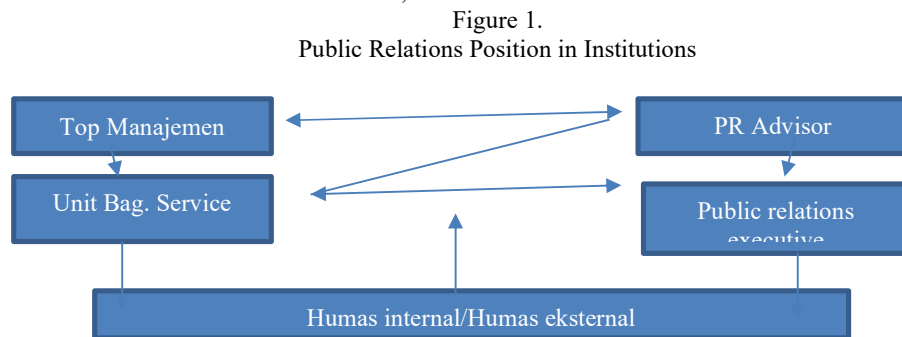 Figure 1.
Public Relations Position in Institutions
Top Manajemen
PR Advisor
Unit Bag. Service
Public relations
executive
Humas internal/Humas eksternal